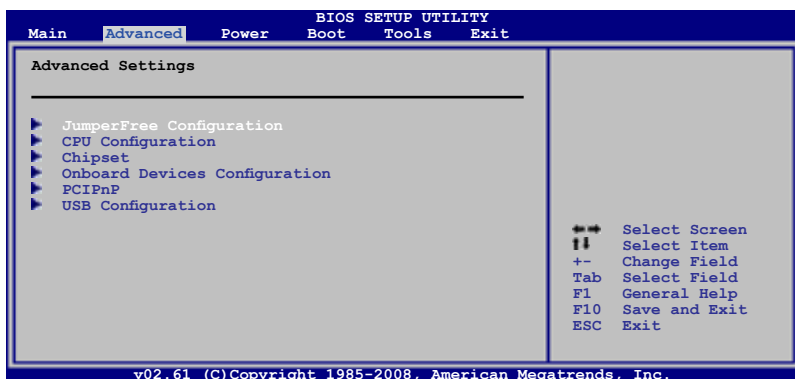 BIOS SETUP UTILITY
Main Advanced Power Boot Tools Exit
Advanced Settings
JumperFree Configuration
CPU Configuration
Chipset
Onboard Devices Configuration
PCIPnP
USB Configuration
Select Screen
Select Item
+- Change Field
Tab Select Field
F1 General Help
F10 Save and Exit
ESC Exit
v02.61 (C)Copyright 1985-2008, American Megatrends, Inc.